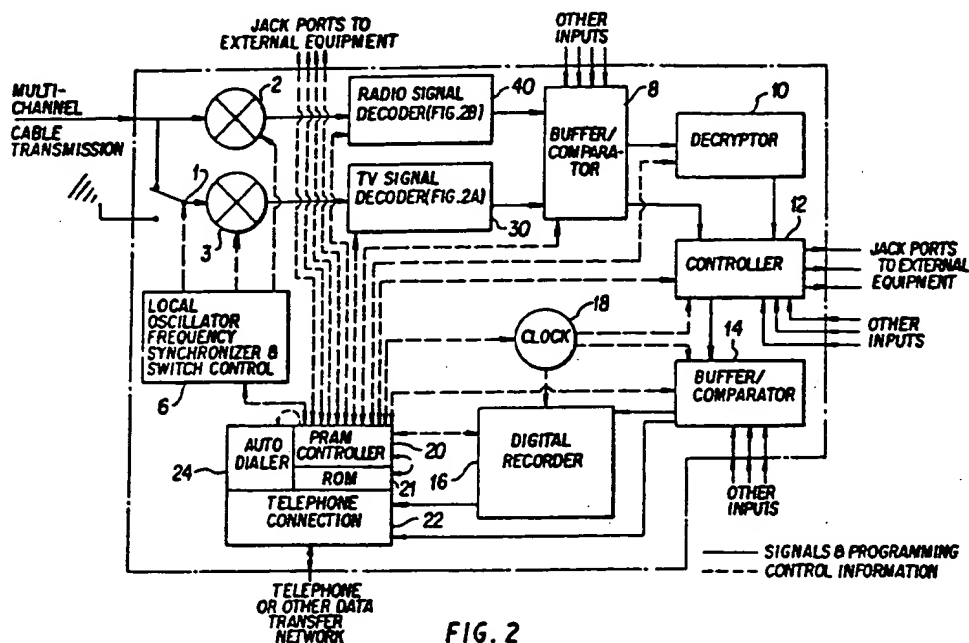 JACK PORTS TO
EXTERNAL EQUIPMENT
OTHER
INPUTS
MULTI-
CHANNEL
CABLE
TRANSMISSION
2
RADIO SIGNAL
DECODER(FIG.2B)
40
8
BUFFER/
COMPARA-
TOR
10
DECRYPTOR
1
3
TV SIGNAL
DECODER(FIG.2A)
30
12
CONTROLLER
JACK PORTS
TO EXTERNAL
EQUIPMENT
LOCAL
OSCILLATOR
FREQUENCY
SYNCHRONIZER &
SWITCH CONTROL
6
18
CLOCK
OTHER
INPUTS
14
BUFFER/
COMPARATOR
24
AUTO
DIALER
PRAM
CONTROLLER
20
ROM
21
16
DIGITAL
RECORDER
TELEPHONE
CONNECTION
22
OTHER
INPUTS
SIGNALS & PROGRAMMING
CONTROL INFORMATION
TELEPHONE
OR OTHER DATA
TRANSFER
NETWORK
FIG. 2